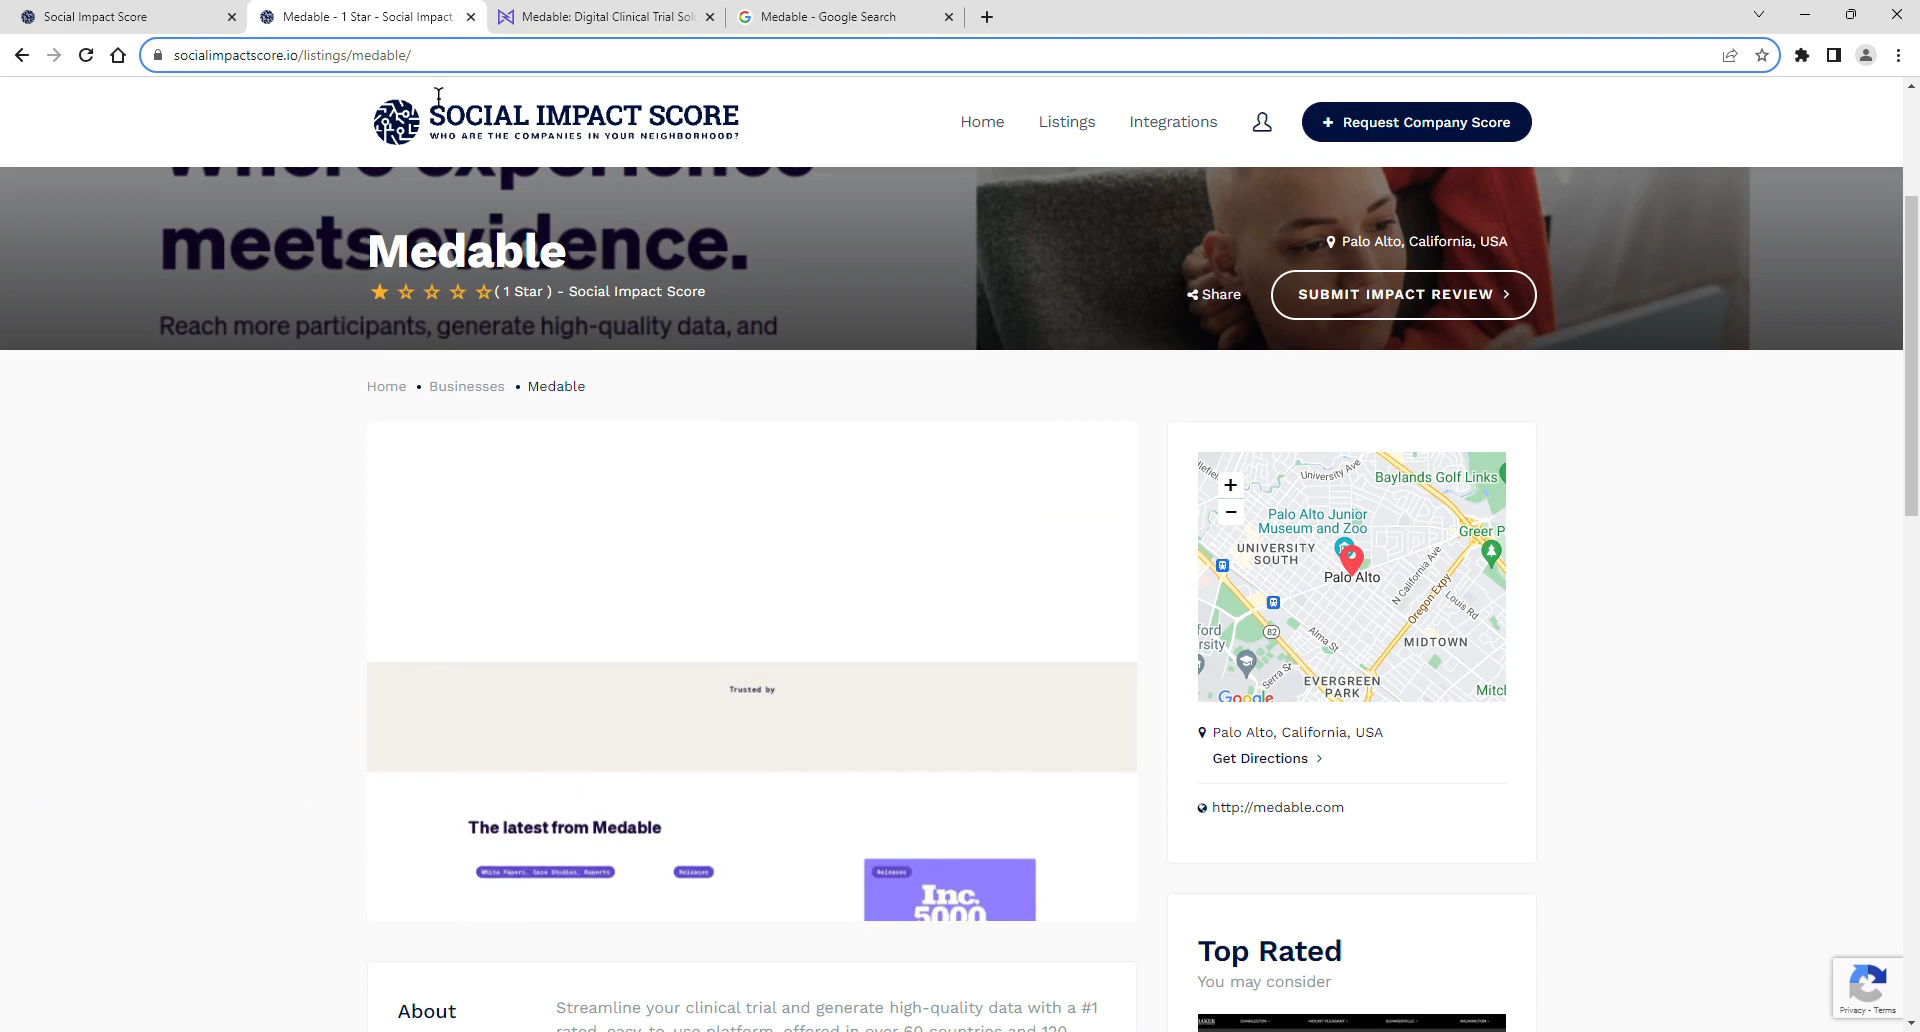 Social Impact Score
Medable - 1 Star - Social Impact
Medable: Digital Clinical Trial Sol
Medable - Google Search
socialimpactscore.io/listings/medable/
SOCIAL IMPACT SCORE
WHO ARE THE COMPANIES IN YOUR NEIGHBORHOOD?
Home
Listings
Integrations
+ Request Company Score
where experience
meets evidence.
Medable
( 1 Star ) - Social Impact Score
Reach more participants, generate high-quality data, and
Palo Alto, California, USA
Share
SUBMIT IMPACT REVIEW >
Home • Businesses • Medable
Trusted by
The latest from Medable
White Papers, Case Studies, Reports
Releases
Releases
Inc.
5000
+
−
University Ave
Baylands Golf Links
Palo Alto Junior
Museum and Zoo
Greer P
UNIVERSITY
SOUTH
Palo Alto
N California Ave
Oregon Expy
Louis Rd
ford
rsity
82
Alma St
MIDTOWN
Serra St
EVERGREEN
PARK
Mitcl
Google
Palo Alto, California, USA
Get Directions >
http://medable.com
Top Rated
You may consider
BAKER
CHARLESTON
MOUNT PLEASANT
SUMMERVILLE
WILMINGTON
About
Streamline your clinical trial and generate high-quality data with a #1
rated, easy-to-use platform, offered in over 60 countries and 120
Privacy - Terms